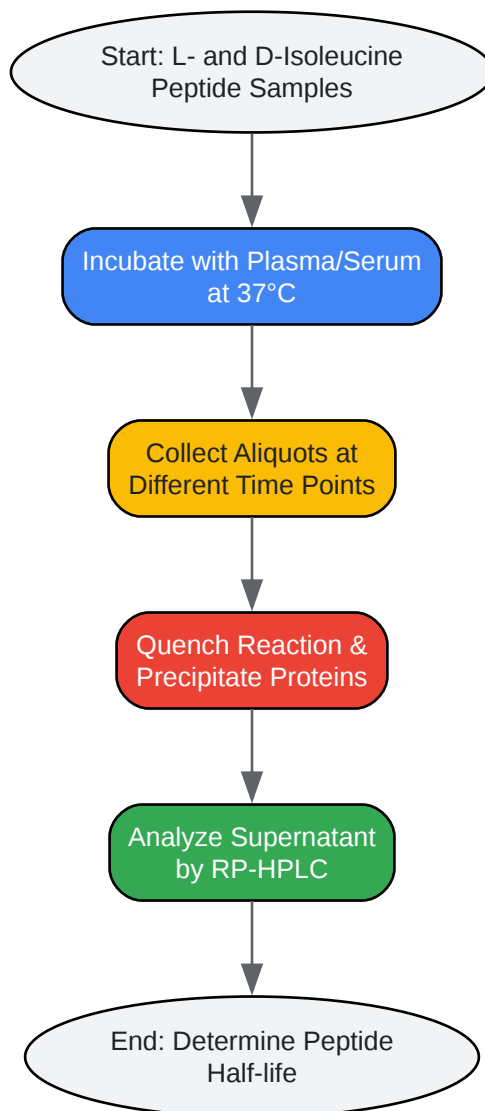 Start: L- and D-Isoleucine
Peptide Samples
Incubate with Plasma/Serum
at 37°C
Collect Aliquots at
Different Time Points
Quench Reaction &
Precipitate Proteins
Analyze Supernatant
by RP-HPLC
End: Determine Peptide
Half-life